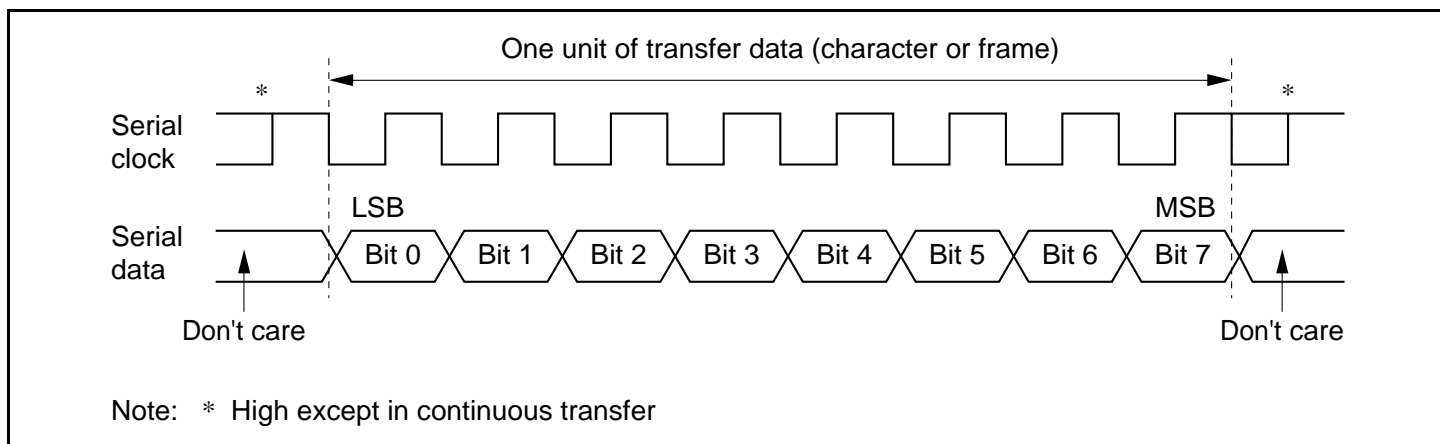 One unit of transfer data (character or frame)
* *
Serial
clock
LSB MSB
Serial
data
Bit 0 Bit 1 Bit 2 Bit 3 Bit 4 Bit 5 Bit 6 Bit 7
Don't care Don't care
Note: * High except in continuous transfer